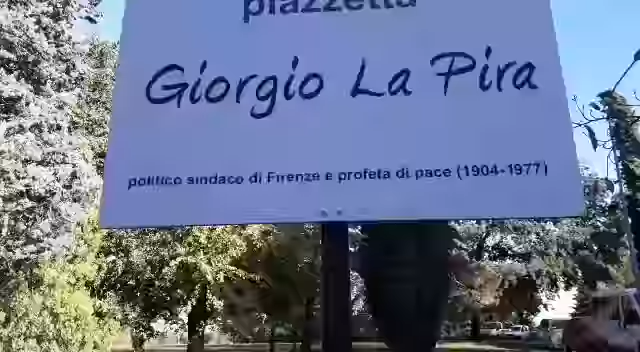 piazzetta
Giorgio La Pira
politico sindaco di Firenze e profeta di pace (1904-1977)